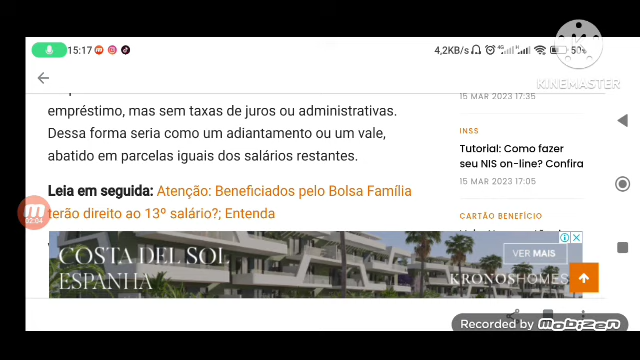 15:17
4,2KB/s
50%
KINEMASTER
empréstimo, mas sem taxas de juros ou administrativas.
Dessa forma seria como um adiantamento ou um vale,
abatido em parcelas iguais dos salários restantes.
Leia em seguida: Atenção: Beneficiados pelo Bolsa Família
terão direito ao 13º salário?; Entenda
02:04
15 MAR 2023 17:35
INSS
Tutorial: Como fazer
seu NIS on-line? Confira
15 MAR 2023 17:05
CARTÃO BENEFÍCIO
COSTA DEL SOL
ESPANHA
VER MAIS
KRONOSHOMES
Recorded by mobizen